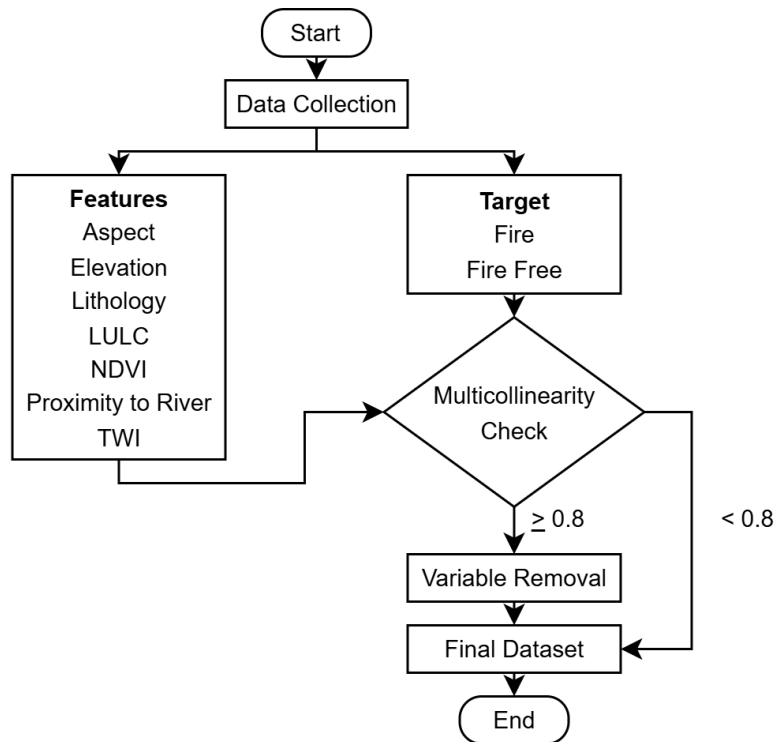 Start
Data Collection
Features
Aspect
Elevation
Lithology
LULC
NDVI
Proximity to River
TWI
Target
Fire
Fire Free
Multicollinearity
Check
≥ 0.8
< 0.8
Variable Removal
Final Dataset
End